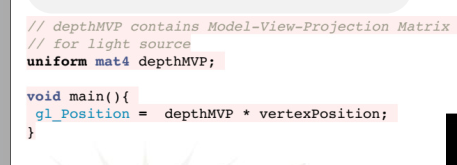 // depthMVP contains Model-View-Projection Matrix
// for light source
uniform mat4 depthMVP;
void main(){
gl_Position = depthMVP * vertexPosition;
}